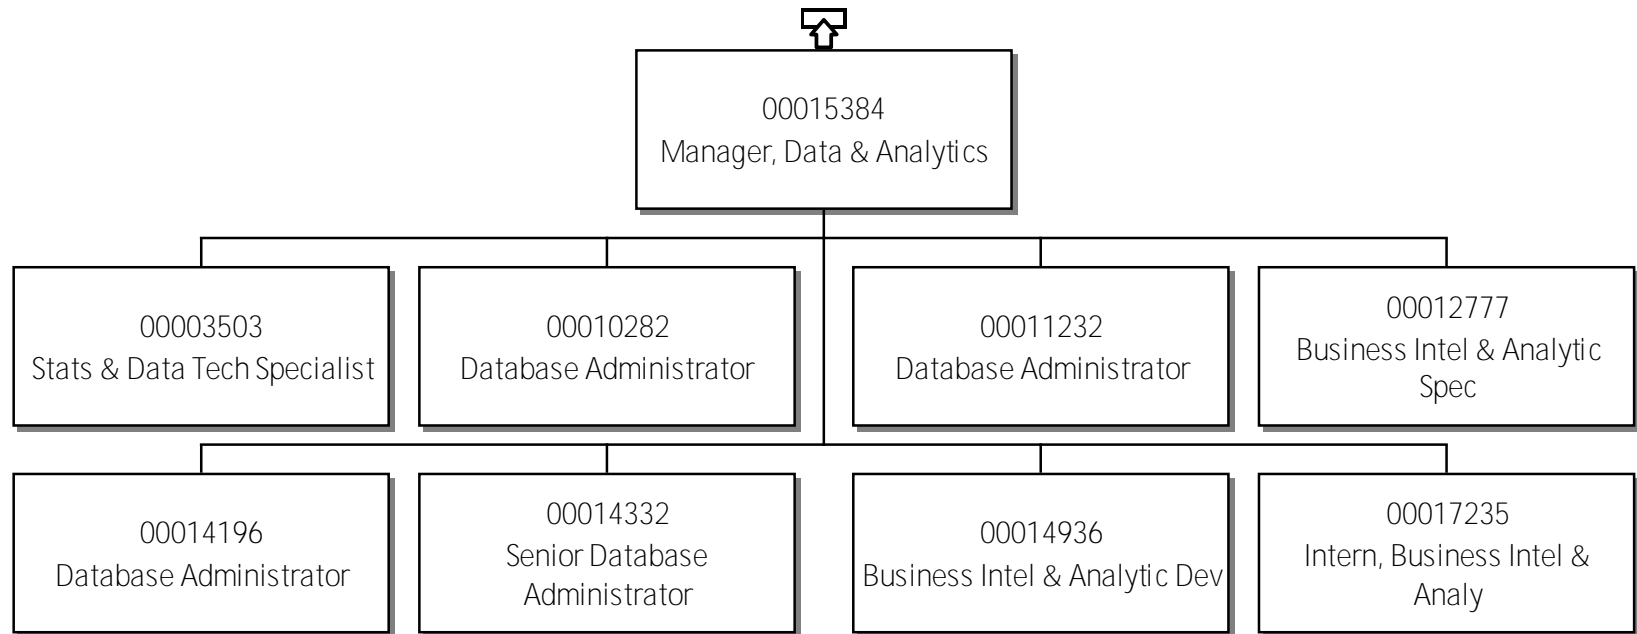 00015384
Manager, Data & Analytics
00003503
Stats & Data Tech Specialist
00010282
Database Administrator
00011232
Database Administrator
00012777
Business Intel & Analytic
Spec
00014196
Database Administrator
00014332
Senior Database
Administrator
00014936
Business Intel & Analytic Dev
00017235
Intern, Business Intel &
Analy